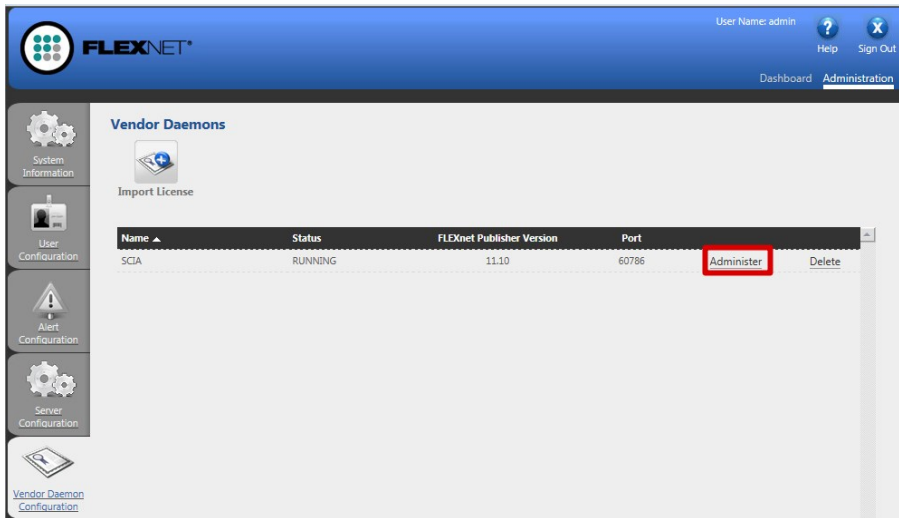 User Name: admin
FLEXNET*
?
X
Help
Sign Out
Dashboard
Administration
System
Information
Vendor Daemons
Import License
User
Configuration
Name
Status
FLEXnet Publisher Version
Port
SCIA
RUNNING
11.10
60786
Administer
Delete
Alert
Configuration
Server
Configuration
Vendor Daemon
Configuration